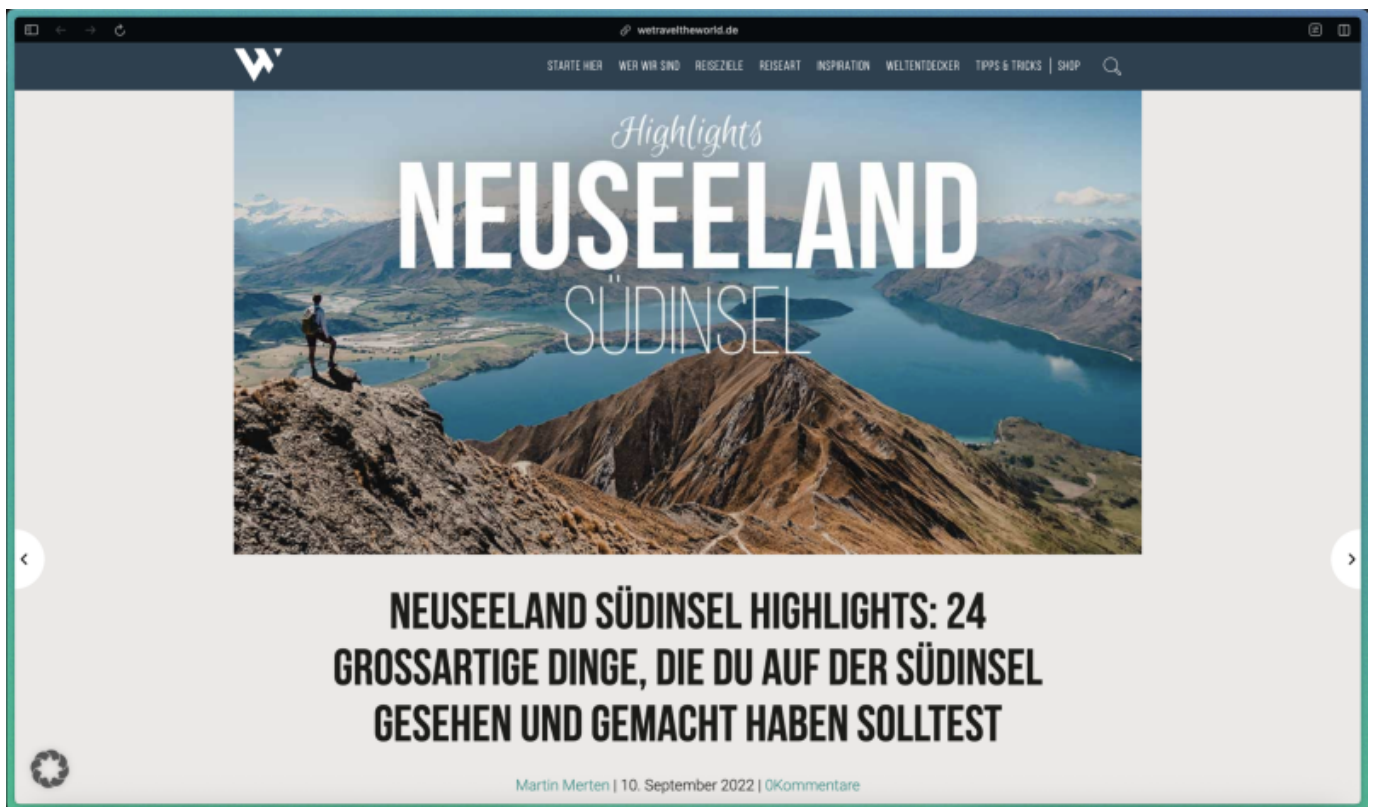 wetraveltheworld.de
W
STARTE HIER WER WIR SIND REISEZIELE REISEART INSPIRATION WELTENTDECKER TIPPS & TRICKS | SHOP
Highlights
NEUSEELAND
SÜDINSEL
NEUSEELAND SÜDINSEL HIGHLIGHTS: 24
GROSSARTIGE DINGE, DIE DU AUF DER SÜDINSEL
GESEHEN UND GEMACHT HABEN SOLLTEST
Martin Merten | 10. September 2022 | 0Kommentare